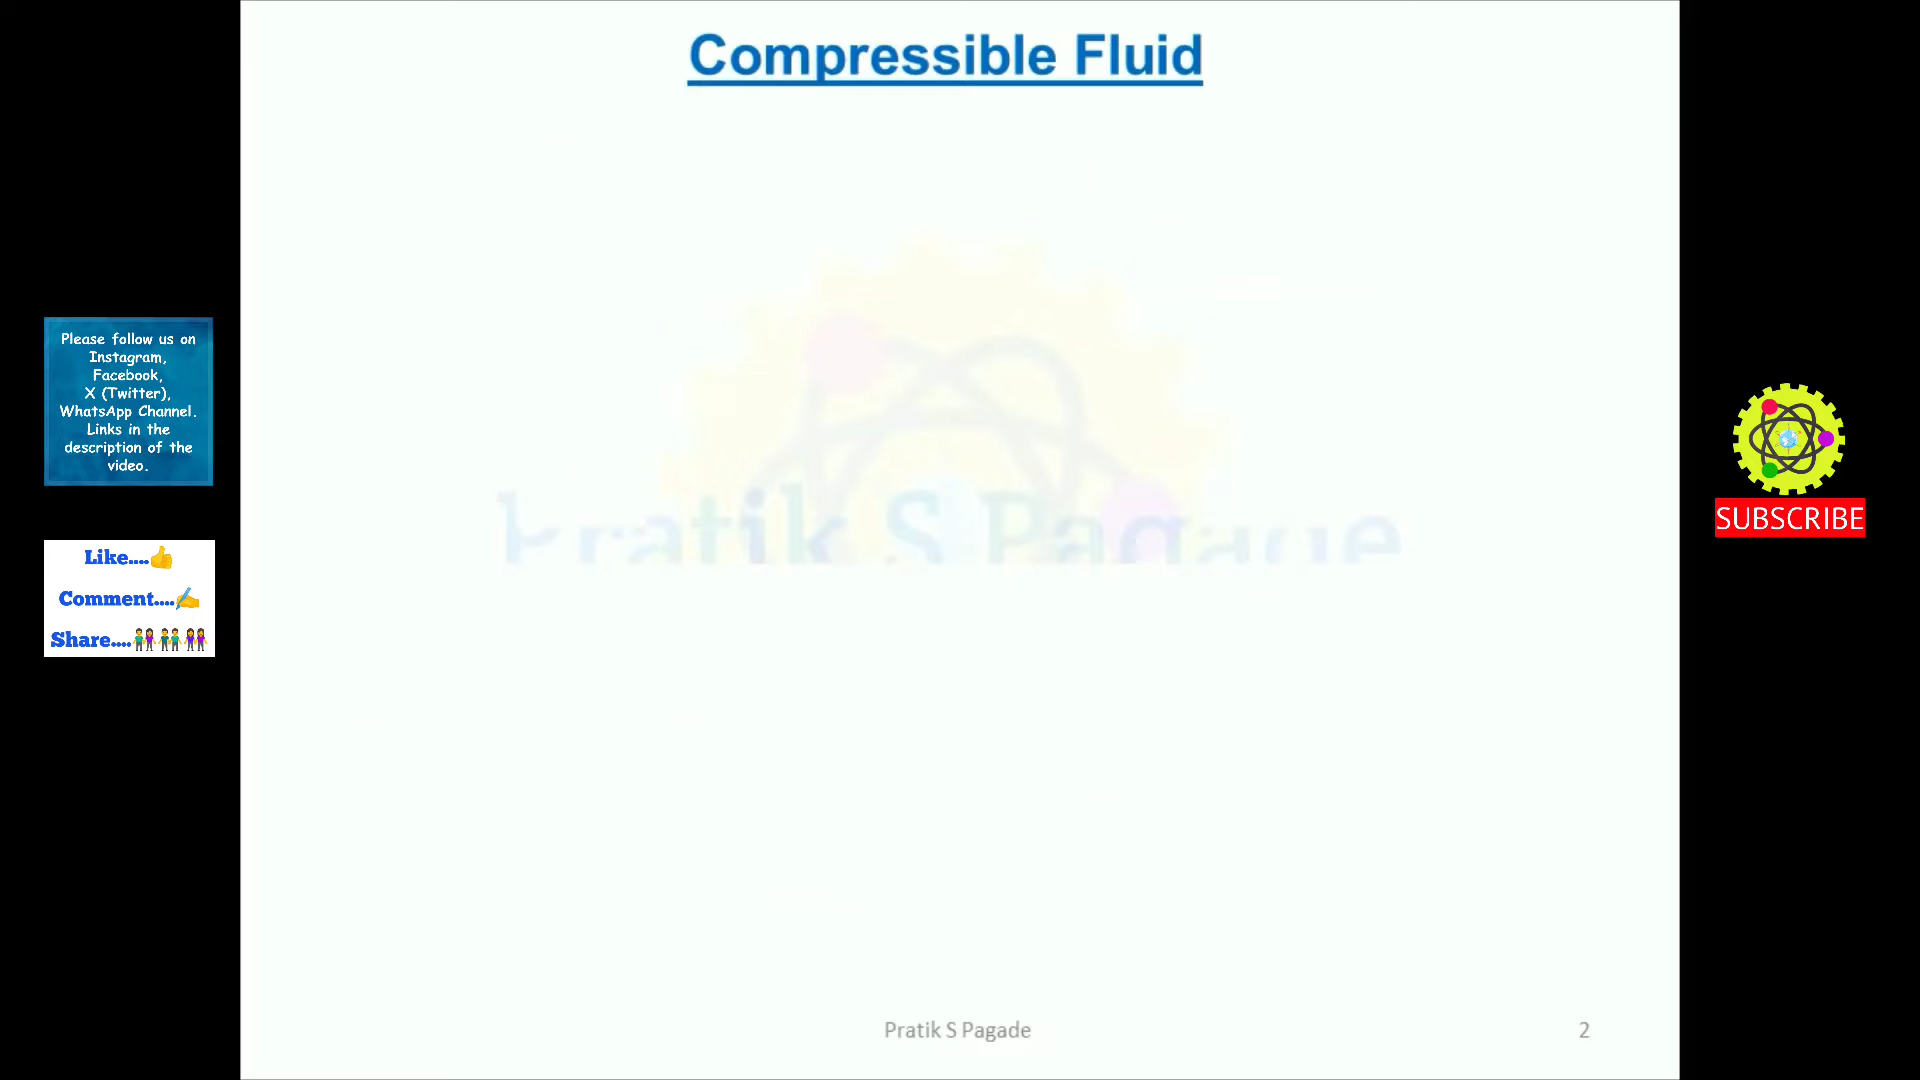 Compressible Fluid
Please follow us on
Instagram,
Facebook,
X (Twitter),
WhatsApp Channel.
Links in the
description of the
video.
Like....👍
Comment....✍
Share....👫👬👭
SUBSCRIBE
Pratik S Pagade
Pratik S Pagade
2